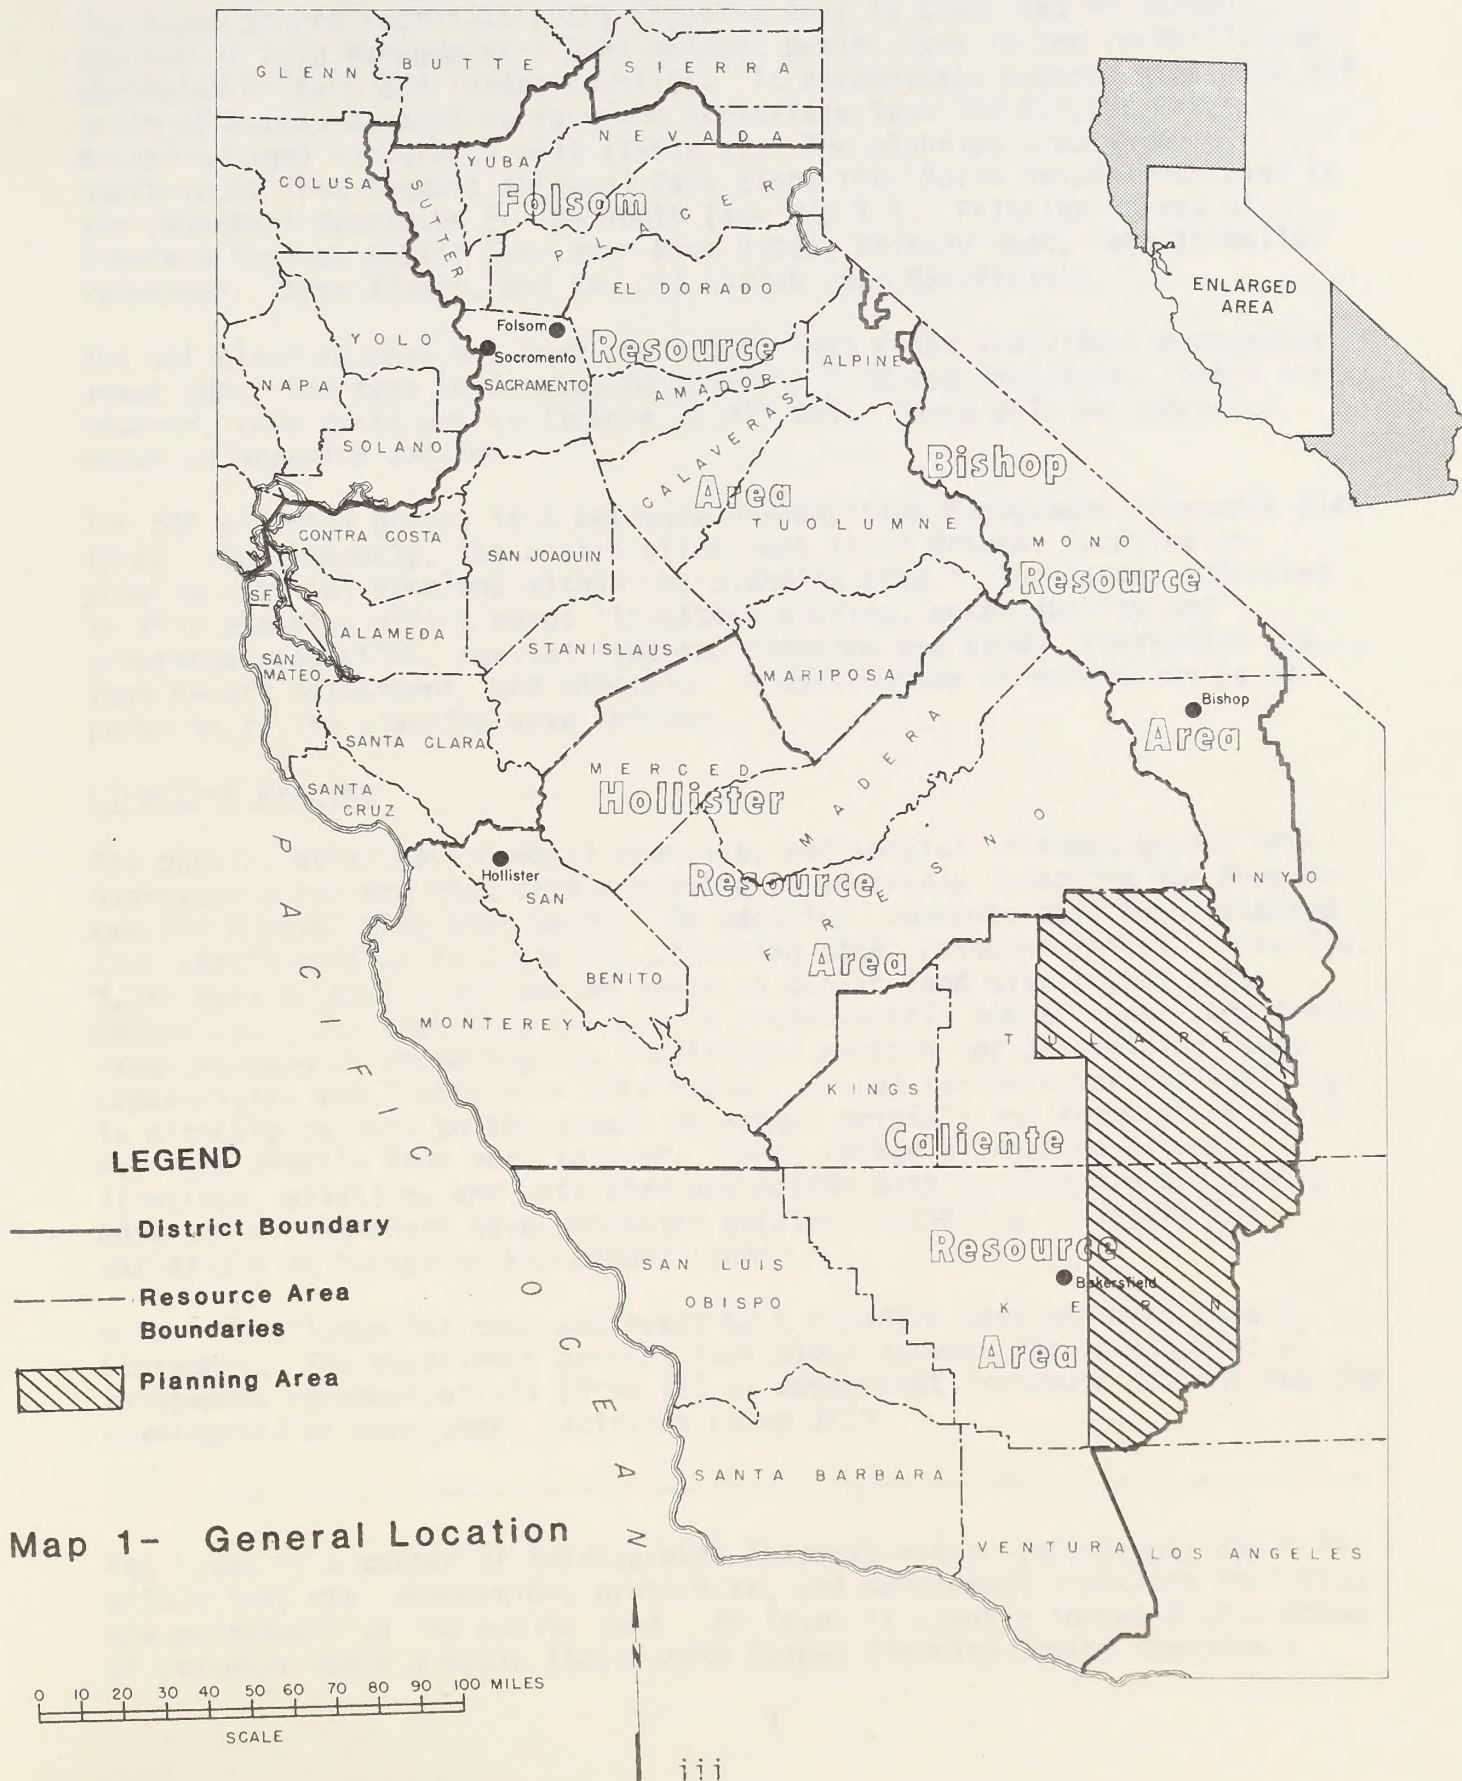 GLENN
BUTTE
SIERRA
NEVADA
YUBA
COLUSA
SUTTER
Folsom
PLACER
EL DORADO
ENLARGED
AREA
YOLO
Folsom
Socromento
Resource
ALPINE
NAPA
SACRAMENTO
AMADOR
SOLANO
CALAVERAS
Bishop
Area
TUOLUMNE
CONTRA COSTA
SAN JOAQUIN
MONO
Resource
S.F.
ALAMEDA
STANISLAUS
SAN
MATEO
MARIPOSA
Bishop
Area
SANTA CLARA
MERCED
MADERA
Hollister
SANTA
CRUZ
Hollister
SAN
BENITO
Resource
FRESNO
INYO
Area
PACIFIC OCEAN
MONTEREY
TULARE
KINGS
Caliente
LEGEND
District Boundary
Resource Area
Boundaries
Planning Area
SAN LUIS
OBISPO
Resource
Bakersfield
KERN
Area
SANTA BARBARA
VENTURA
LOS ANGELES
Map 1- General Location
N
0 10 20 30 40 50 60 70 80 90 100 MILES
SCALE
iii